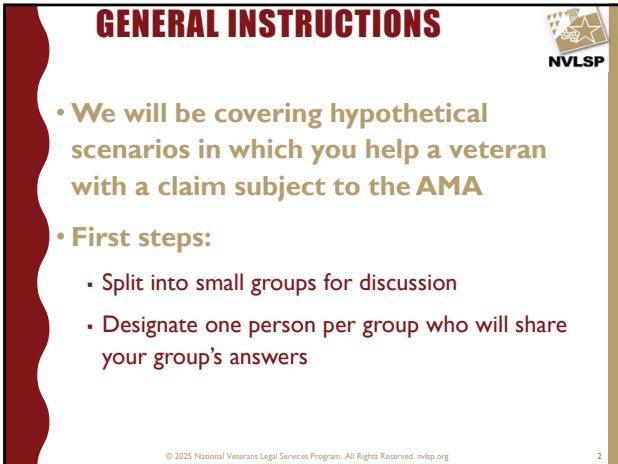 GENERAL INSTRUCTIONS
NVLSP
• We will be covering hypothetical
scenarios in which you help a veteran
with a claim subject to the AMA
• First steps:
▪ Split into small groups for discussion
▪ Designate one person per group who will share
your group's answers
© 2025 National Veterans Legal Services Program. All Rights Reserved. nvlsp.org
2